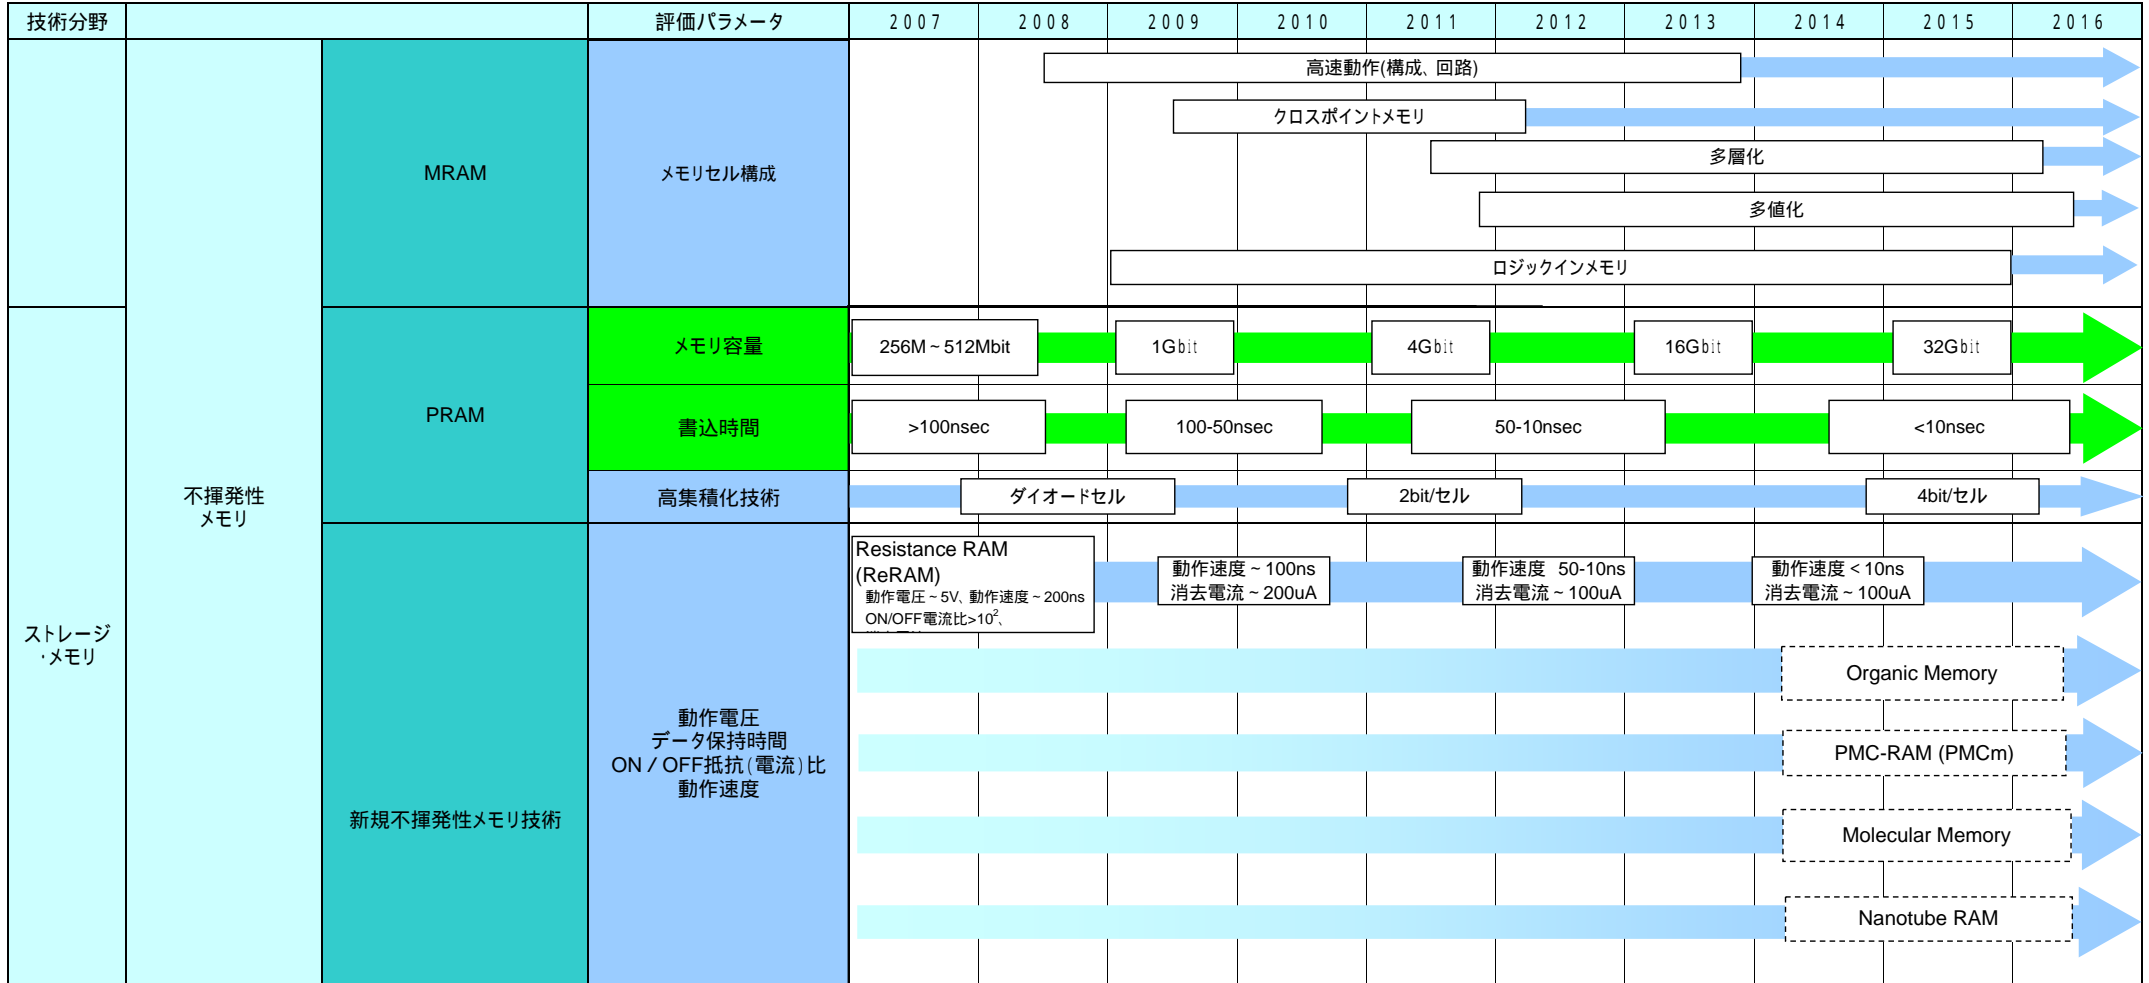 技術分野
評価パラメータ
2007
2008
2009
2010
2011
2012
2013
2014
2015
2016
MRAM
メモリセル構成
高速動作(構成、回路)
クロスポイントメモリ
多層化
多値化
ロジックインメモリ
ストレージ
・メモリ
不揮発性
メモリ
PRAM
メモリ容量
256M～512Mbit
1Gbit
4Gbit
16Gbit
32Gbit
書込時間
>100nsec
100-50nsec
50-10nsec
<10nsec
高集積化技術
ダイオードセル
2bit/セル
4bit/セル
新規不揮発性メモリ技術
動作電圧
データ保持時間
ON／OFF抵抗(電流)比
動作速度
Resistance RAM
(ReRAM)
動作電圧～5V、動作速度～200ns
ON/OFF電流比>10²、
動作速度～100ns
消去電流～200uA
動作速度 50-10ns
消去電流～100uA
動作速度<10ns
消去電流～100uA
Organic Memory
PMC-RAM (PMCm)
Molecular Memory
Nanotube RAM